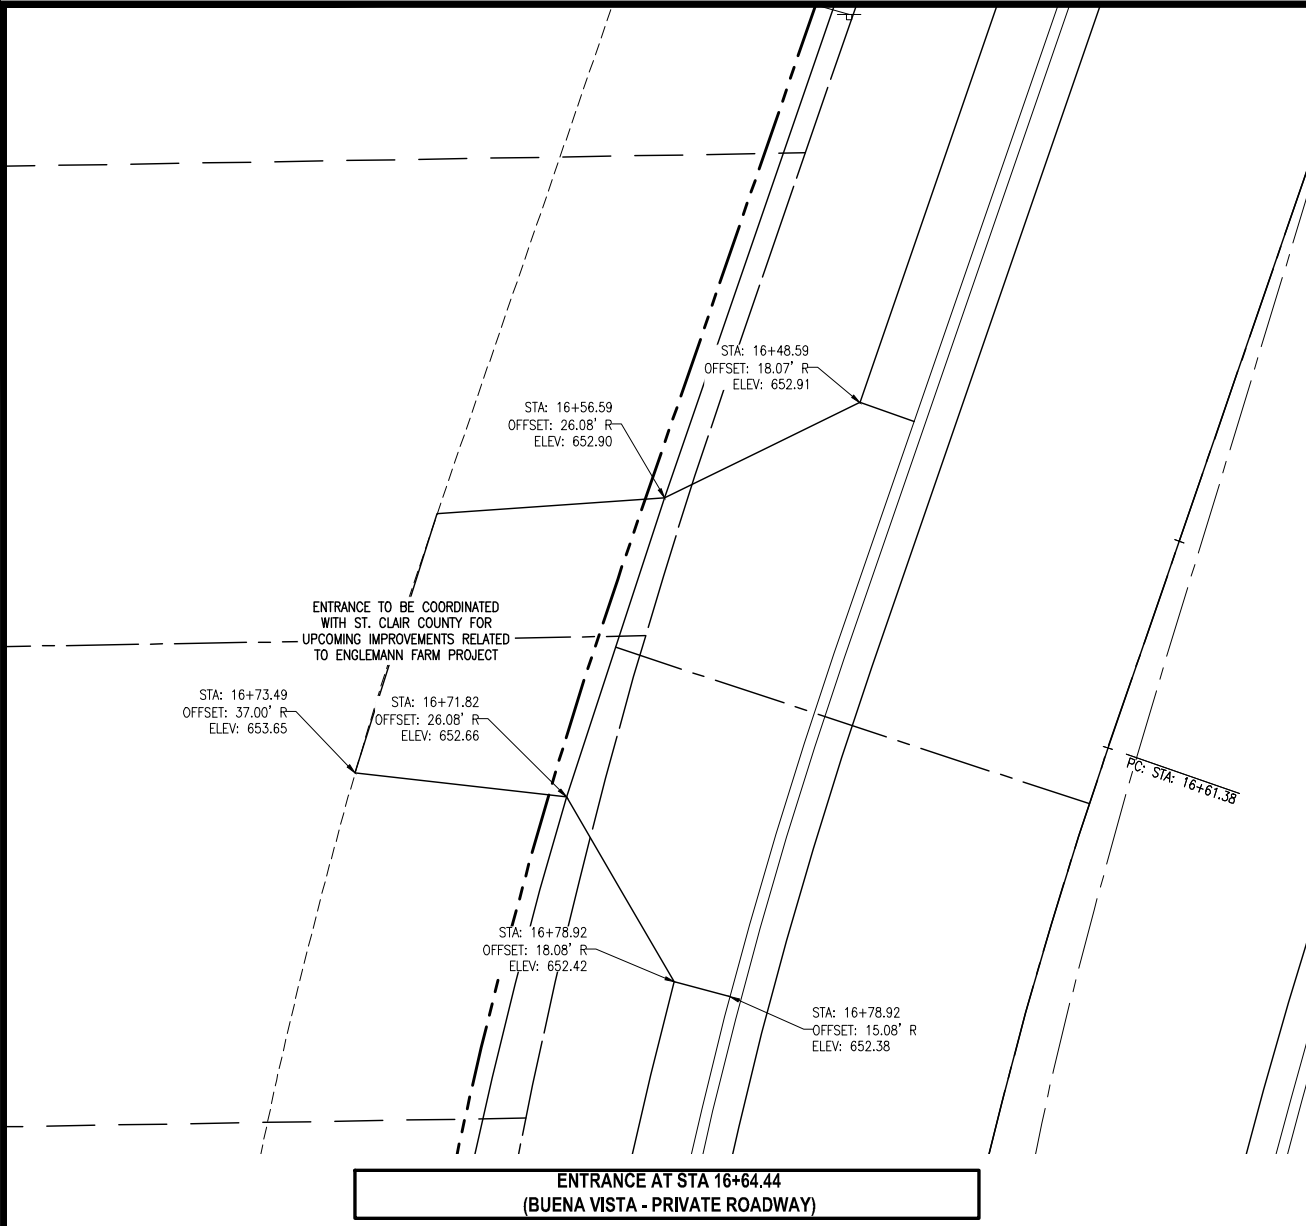 STA: 16+48.59
OFFSET: 18.07' R
ELEV: 652.91
STA: 16+56.59
OFFSET: 26.08' R
ELEV: 652.90
ENTRANCE TO BE COORDINATED
WITH ST. CLAIR COUNTY FOR
UPCOMING IMPROVEMENTS RELATED
TO ENGLEMANN FARM PROJECT
STA: 16+73.49
OFFSET: 37.00' R
ELEV: 653.65
STA: 16+71.82
OFFSET: 26.08' R
ELEV: 652.66
PC: STA: 16+61.38
STA: 16+78.92
OFFSET: 18.08' R
ELEV: 652.42
STA: 16+78.92
OFFSET: 15.08' R
ELEV: 652.38
ENTRANCE AT STA 16+64.44
(BUENA VISTA - PRIVATE ROADWAY)